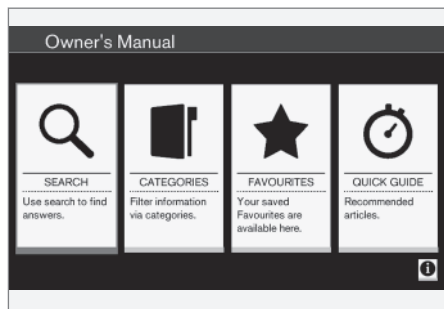 Owner's Manual
SEARCH
Use search to find
answers.
CATEGORIES
Filter information
via categories.
FAVOURITES
Your saved
Favourites are
available here.
QUICK GUIDE
Recommended
articles.